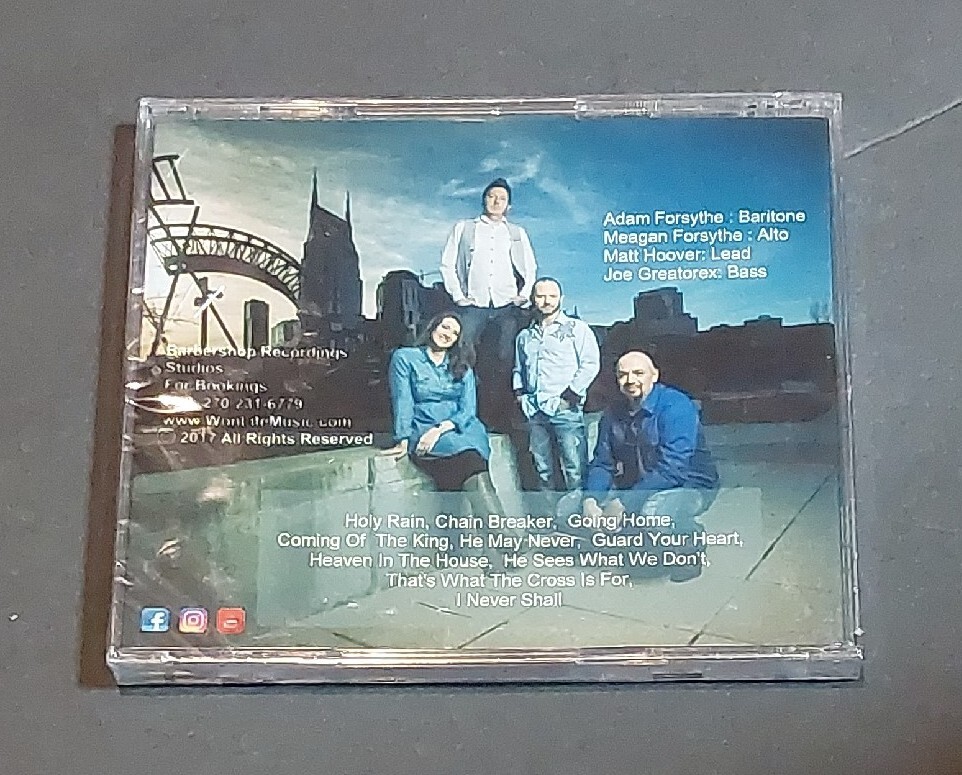 Adam Forsythe : Baritone
Meagan Forsythe : Alto
Matt Hoover: Lead
Joe Greatorex: Bass
Barbershop Recordings
Studios
For Bookings
270 231-6779
www WonLifeMusic com
2017 All Rights Reserved
Holy Rain, Chain Breaker, Going Home,
Coming Of The King, He May Never, Guard Your Heart,
Heaven In The House, He Sees What We Don't,
That's What The Cross Is For,
I Never Shall